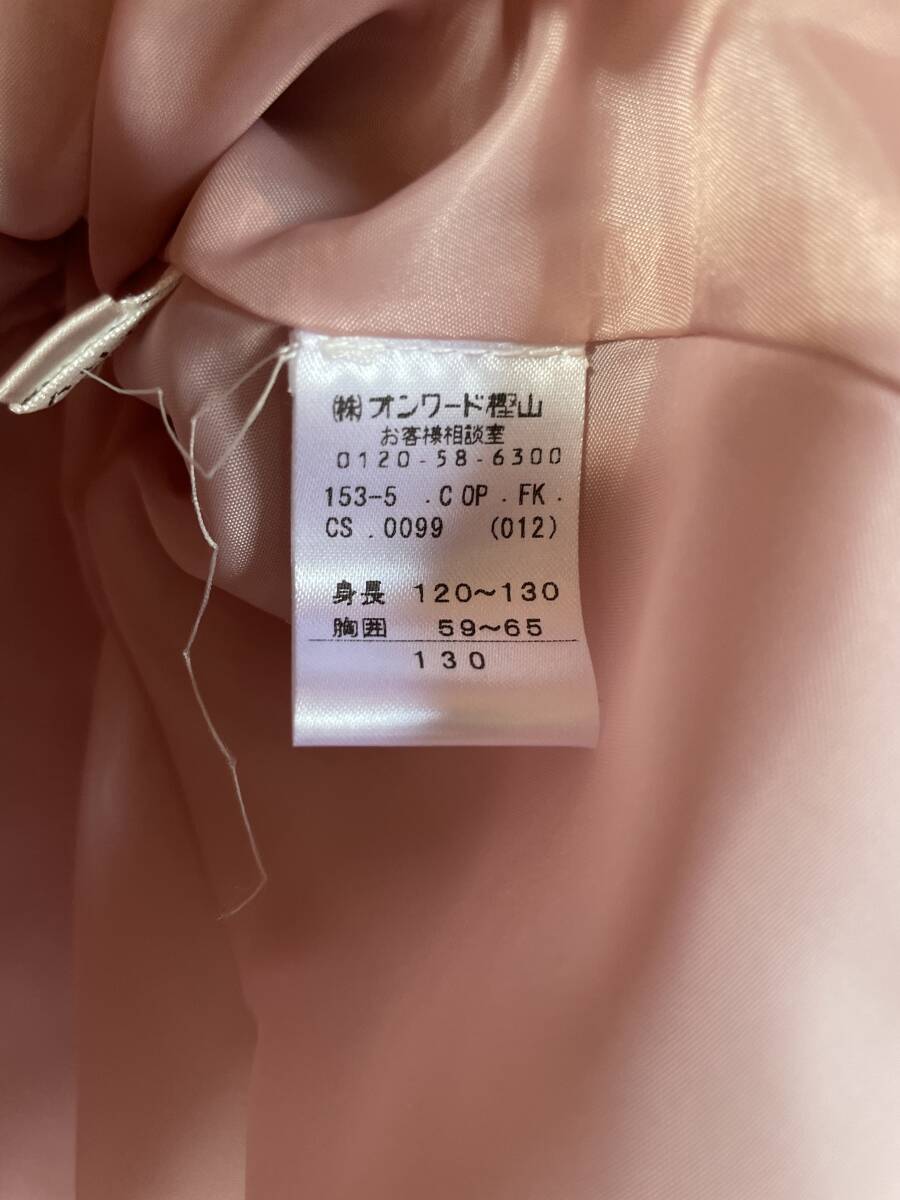 ㈱オンワード樫山
お客様相談室
0120-58-6300
153-5 .COP.FK.
CS.0099 (012)
身長 120〜130
胸囲 59〜65
130